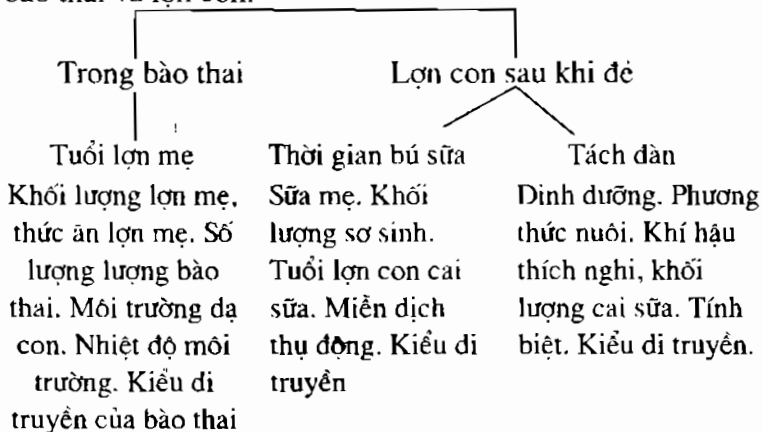 Trong bào thai
Lợn con sau khi đẻ
Tuổi lợn mẹ
Khối lượng lợn mẹ,
thức ăn lợn mẹ. Số
lượng lượng bào
thai. Môi trường dạ
con. Nhiệt độ môi
trường. Kiểu di
truyền của bào thai
Thời gian bú sữa
Sữa mẹ. Khối
lượng sơ sinh.
Tuổi lợn con cai
sữa. Miễn dịch
thụ động. Kiểu di
truyền
Tách đàn
Dinh dưỡng. Phương
thức nuôi. Khí hậu
thích nghi, khối
lượng cai sữa. Tính
biệt. Kiểu di truyền.